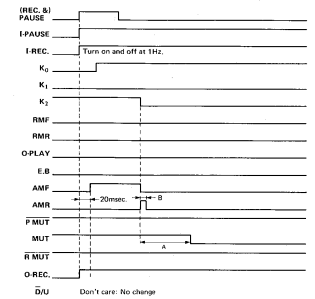 (REC. &)
PAUSE
I-PAUSE
I-REC.
Turn on and off at 1Hz.
K0
K1
K2
RMF
RMR
O-PLAY
E.B
AMF
20msec.
B
AMR
P MUT
MUT
A
R MUT
O-REC.
D/U
Don't care: No change